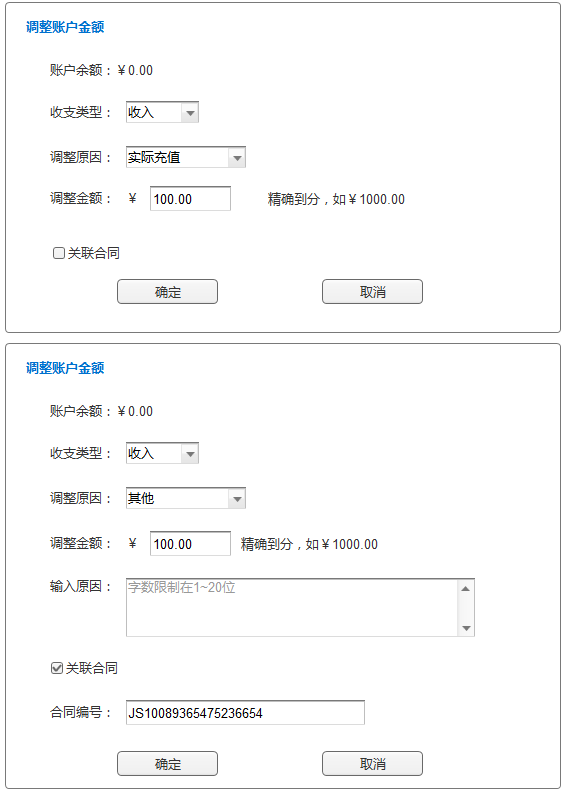 调整账户金额
账户余额：￥0.00
收支类型： 收入
调整原因： 实际充值
调整金额： ￥ 100.00 精确到分，如￥1000.00
关联合同
确定 取消
调整账户金额
账户余额：￥0.00
收支类型： 收入
调整原因： 其他
调整金额： ￥ 100.00 精确到分，如￥1000.00
输入原因： 字数限制在1~20位
关联合同
合同编号： JS10089365475236654
确定 取消